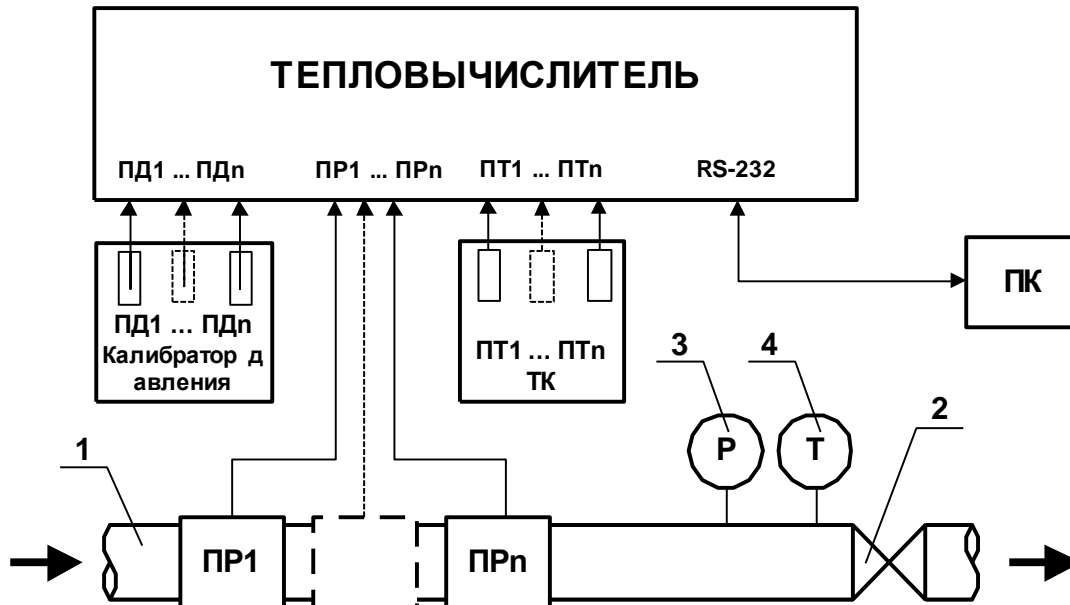 ТЕПЛОВЫЧИСЛИТЕЛЬ
ПД1 ... ПДn ПР1 ... ПРn ПТ1 ... ПТn RS-232
ПК
ПД1 ... ПДn
Калибратор д
авления
ПТ1 ... ПТn
ТК
3 4
2
1
P T
ПР1 ПРn